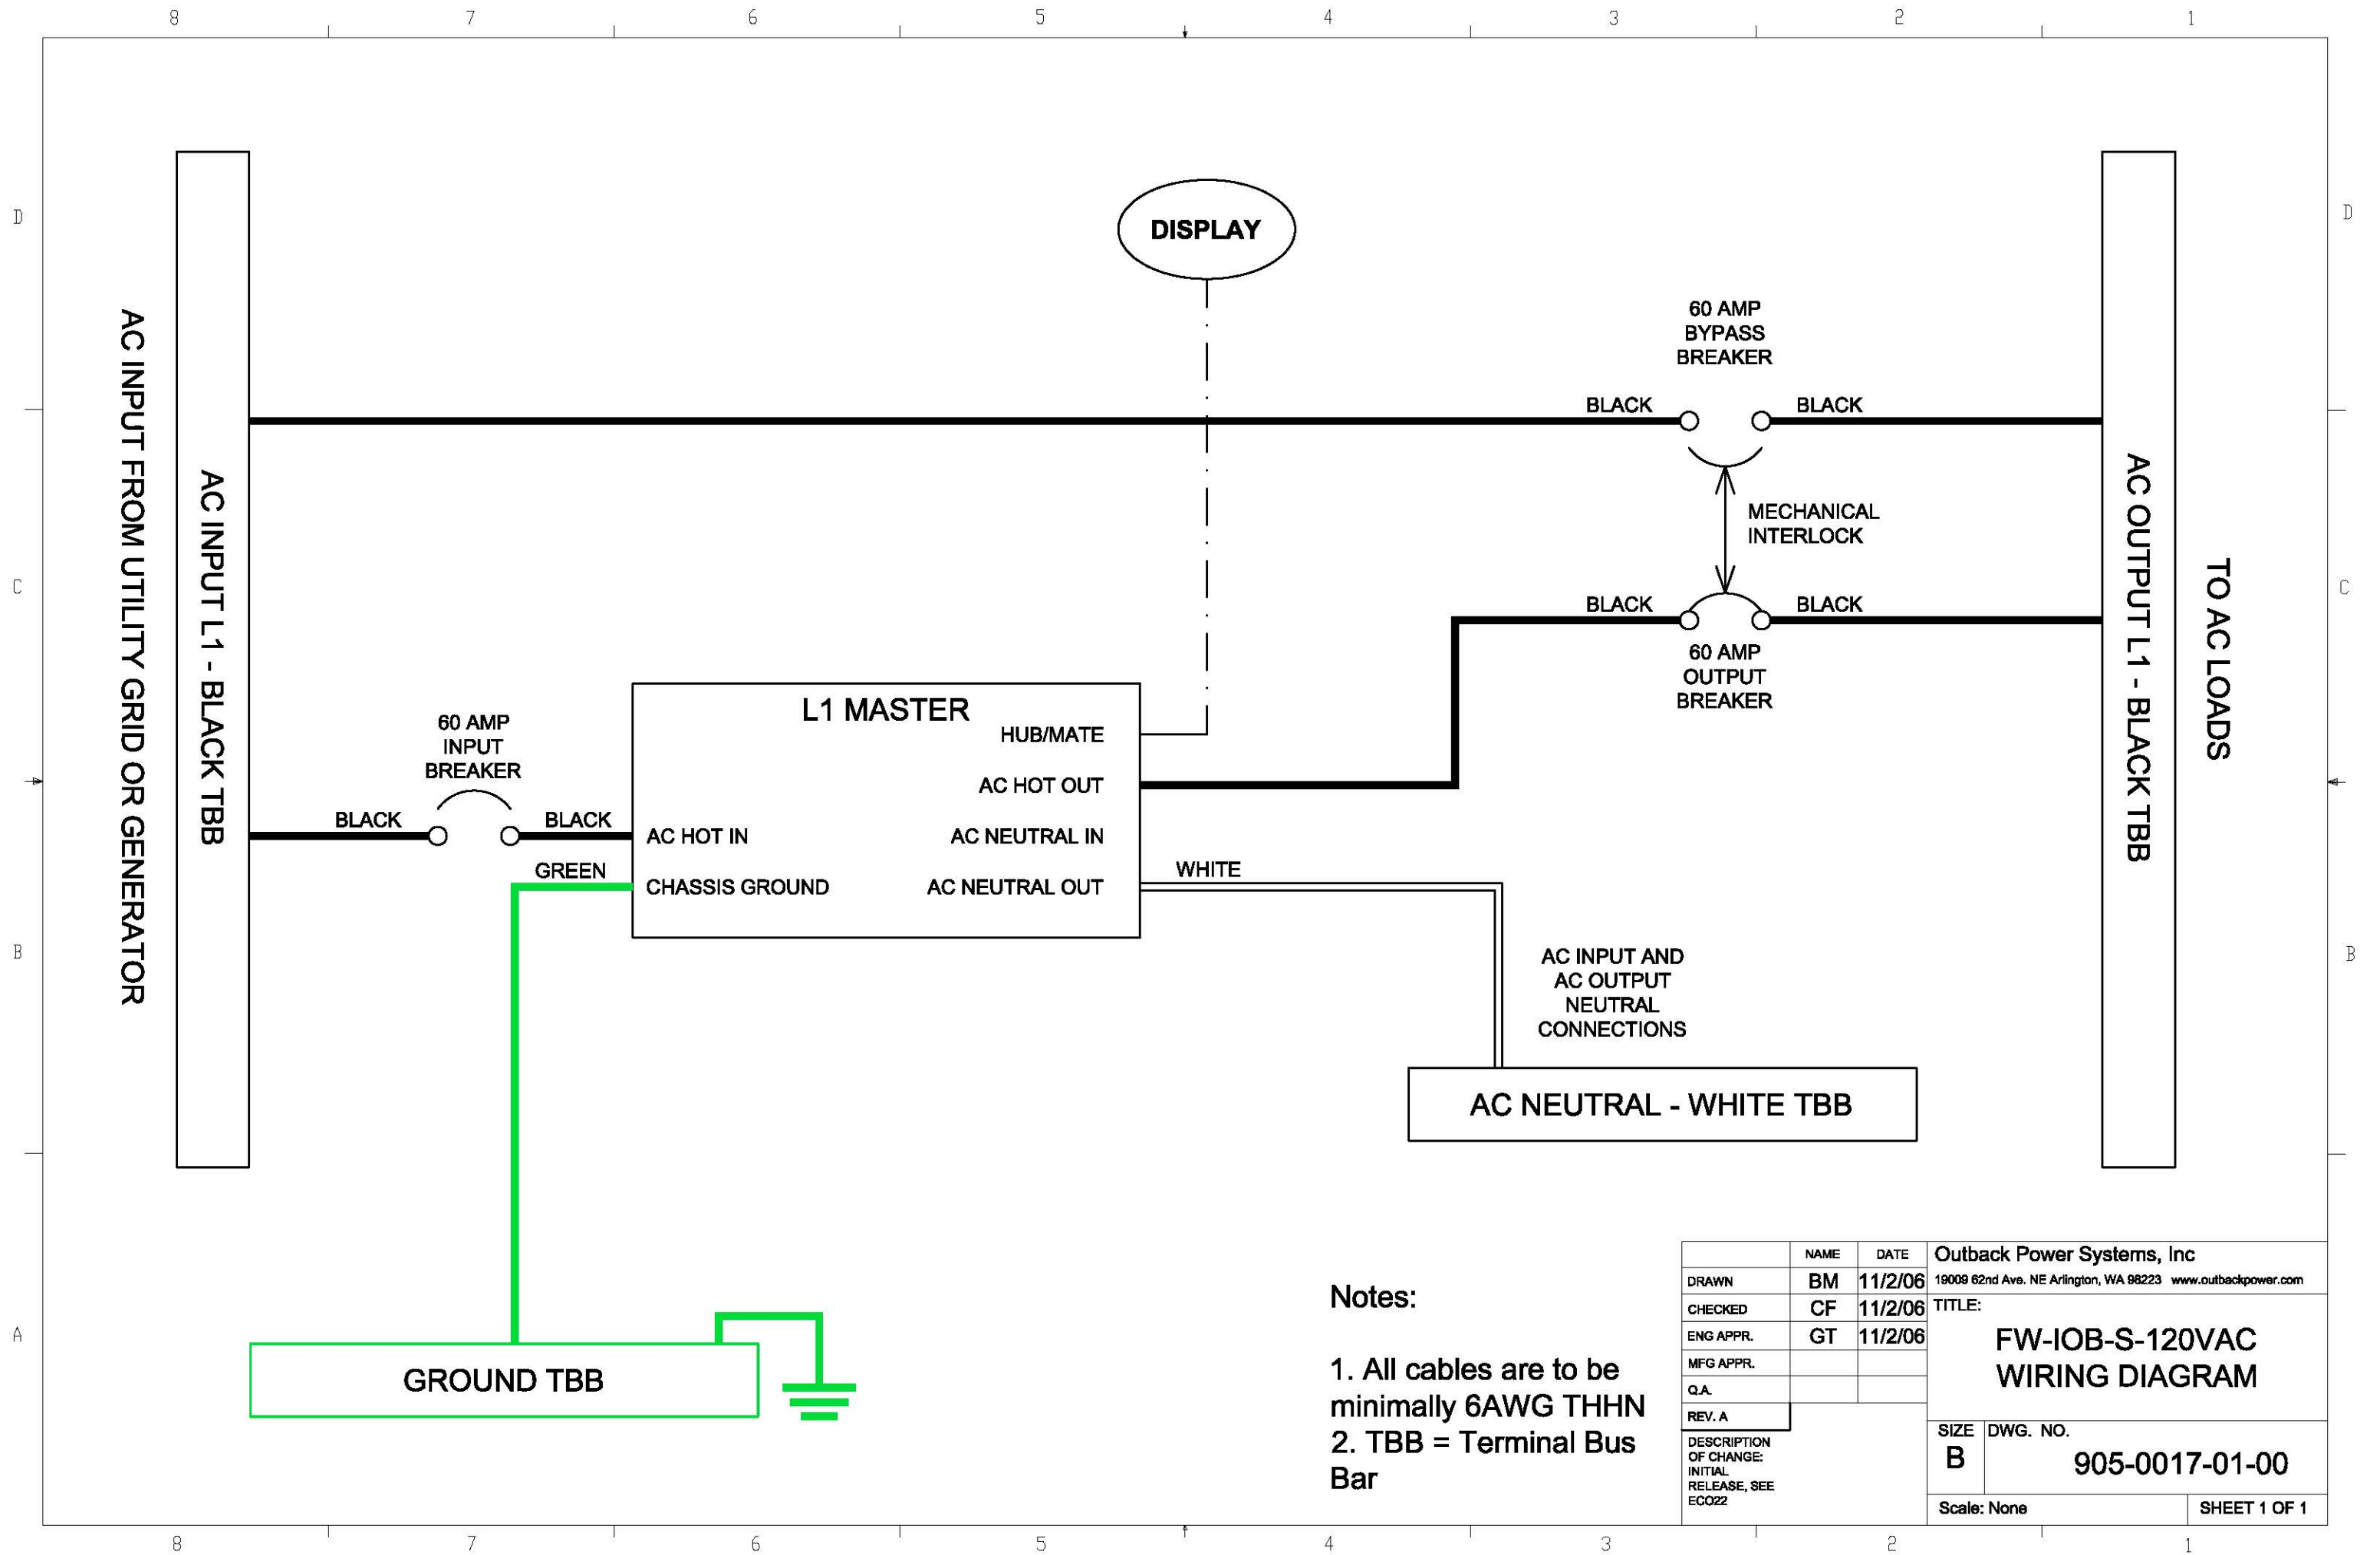 8 7 6 5 4 3 2 1
D
D
DISPLAY
60 AMP
BYPASS
BREAKER
BLACK
BLACK
MECHANICAL
INTERLOCK
AC INPUT FROM UTILITY GRID OR GENERATOR
AC INPUT L1 - BLACK TBB
AC OUTPUT L1 - BLACK TBB
TO AC LOADS
C
C
BLACK
BLACK
60 AMP
OUTPUT
BREAKER
60 AMP
INPUT
BREAKER
BLACK
BLACK
GREEN
L1 MASTER
HUB/MATE
AC HOT OUT
AC HOT IN
AC NEUTRAL IN
CHASSIS GROUND
AC NEUTRAL OUT
WHITE
B
B
AC INPUT AND
AC OUTPUT
NEUTRAL
CONNECTIONS
AC NEUTRAL - WHITE TBB
A
GROUND TBB
Notes:
1. All cables are to be
minimally 6AWG THHN
2. TBB = Terminal Bus
Bar
NAME DATE
DRAWN BM 11/2/06
CHECKED CF 11/2/06
ENG APPR. GT 11/2/06
MFG APPR.
Q.A.
REV. A
DESCRIPTION
OF CHANGE:
INITIAL
RELEASE, SEE
ECO22
Outback Power Systems, Inc
19009 62nd Ave. NE Arlington, WA 98223 www.outbackpower.com
TITLE:
FW-IOB-S-120VAC
WIRING DIAGRAM
SIZE
B
DWG. NO.
905-0017-01-00
Scale: None
SHEET 1 OF 1
8 7 6 5 4 3 2 1